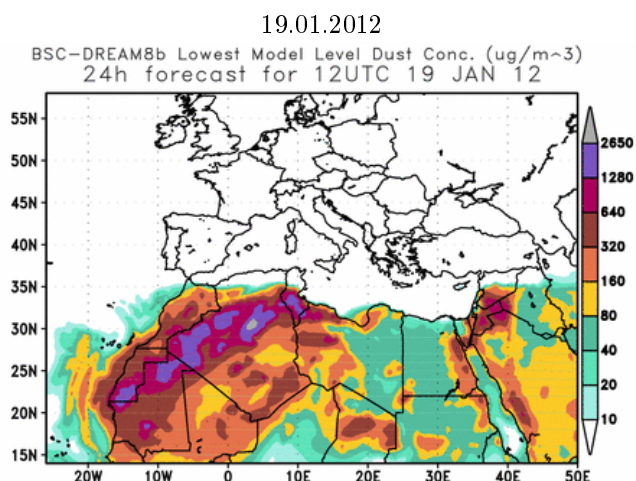 19.01.2012
BSC-DREAM8b Lowest Model Level Dust Conc. (ug/m^3)
24h forecast for 12UTC 19 JAN 12
55N
50N
45N
40N
35N
30N
25N
20N
15N
20W 10W 0 10E 20E 30E 40E 50E
2650
1280
640
320
160
80
40
20
10